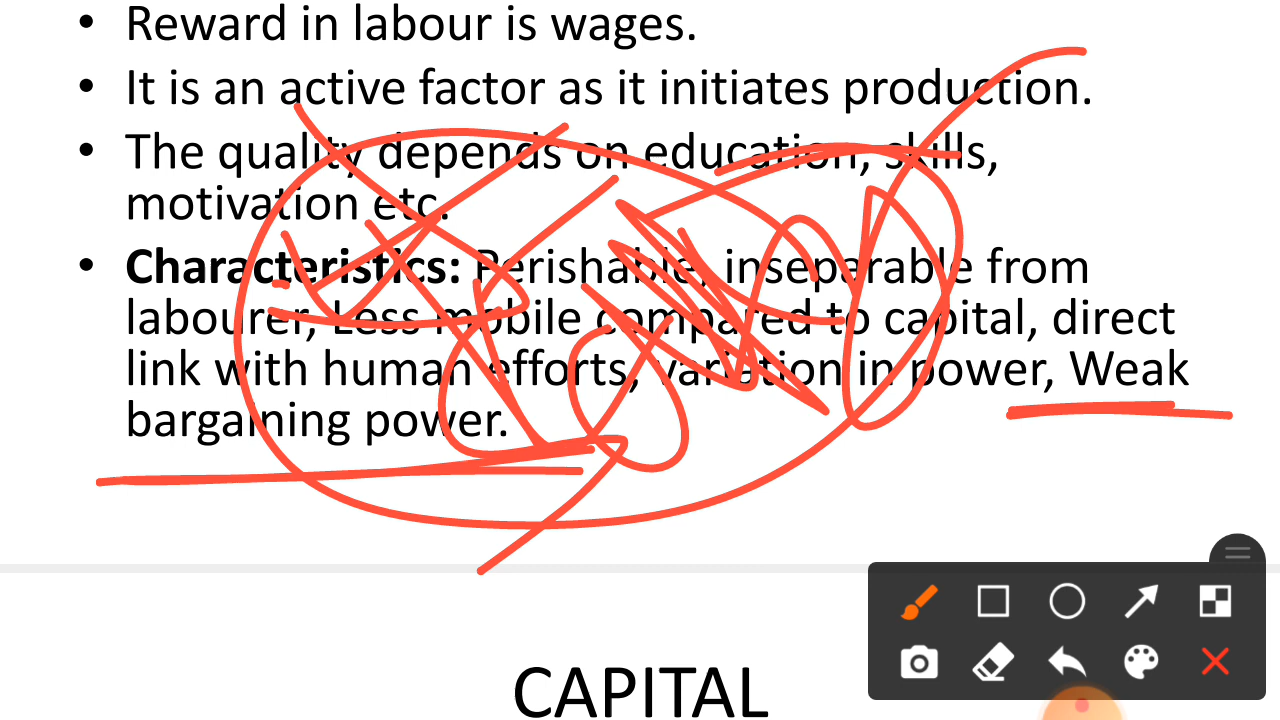 • Reward in labour is wages.
• It is an active factor as it initiates production.
• The quality depends on education, skills,
motivation etc.
• Characteristics: Perishable, inseparable from
labourer, Less mobile compared to capital, direct
link with human efforts, variation in power, Weak
bargaining power.
CAPITAL